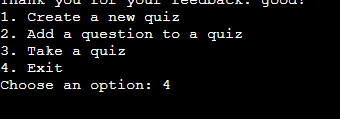 Thank you for your feedback: good!
1. Create a new quiz
2. Add a question to a quiz
3. Take a quiz
4. Exit
Choose an option: 4